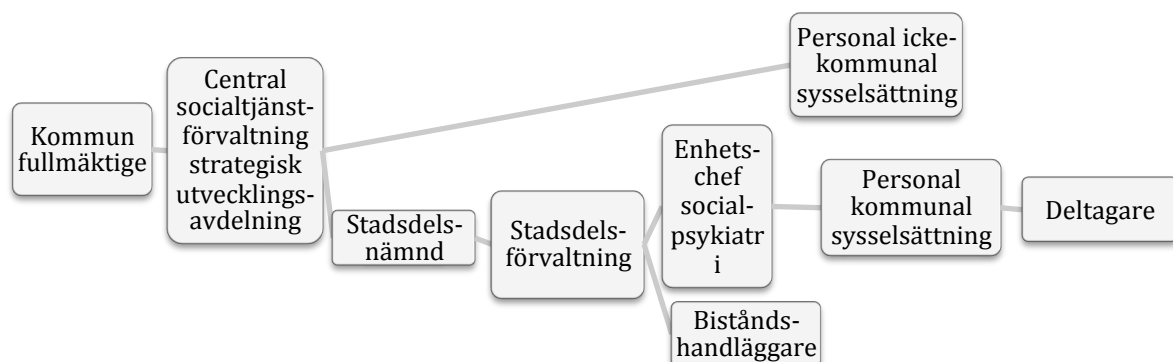 Kommun
fullmäktige
Central
socialtjänst-
förvaltning
strategisk
utvecklings-
avdelning
Personal icke-
kommunal
sysselsättning
Stadsdels-
nämnd
Stadsdels-
förvaltning
Enhets-
chef
social-
psykiatr
i
Bistånds-
handläggare
Personal
kommunal
sysselsättning
Deltagare